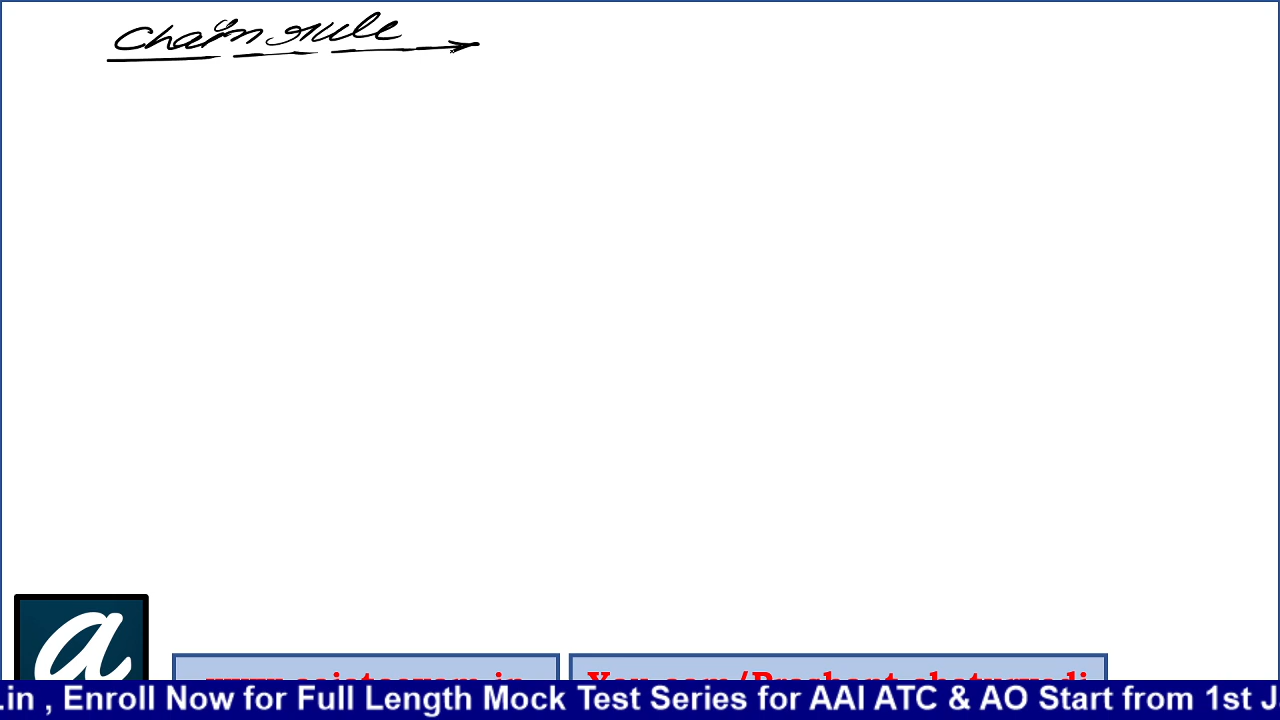 Chain rule
a
.in , Enroll Now for Full Length Mock Test Series for AAI ATC & AO Start from 1st J